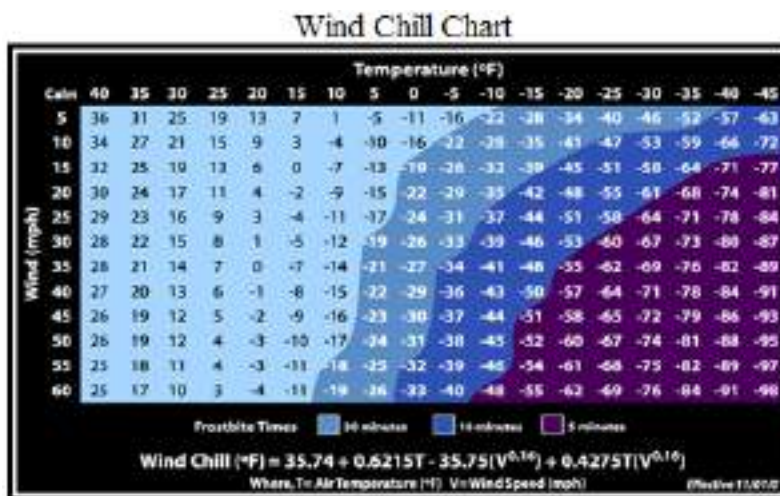 Wind Chill Chart
Temperature (°F)
Calm 40 35 30 25 20 15 10 5 0 -5 -10 -15 -20 -25 -30 -35 -40 -45
5 36 31 25 19 13 7 1 -5 -11 -16 -22 -28 -34 -40 -46 -52 -57 -63
10 34 27 21 15 9 3 -4 -10 -16 -22 -28 -35 -41 -47 -53 -59 -66 -72
15 32 25 19 13 6 0 -7 -13 -19 -26 -32 -39 -45 -51 -58 -64 -71 -77
20 30 24 17 11 4 -2 -9 -15 -22 -29 -35 -42 -48 -55 -61 -68 -74 -81
25 29 23 16 9 3 -4 -11 -17 -24 -31 -37 -44 -51 -58 -64 -71 -78 -84
30 28 22 15 8 1 -5 -12 -19 -26 -33 -39 -46 -53 -60 -67 -73 -80 -87
35 28 21 14 7 0 -7 -14 -21 -27 -34 -41 -48 -55 -62 -69 -76 -82 -89
40 27 20 13 6 -1 -8 -15 -22 -29 -36 -43 -50 -57 -64 -71 -78 -84 -91
45 26 19 12 5 -2 -9 -16 -23 -30 -37 -44 -51 -58 -65 -72 -79 -86 -93
50 26 19 12 4 -3 -10 -17 -24 -31 -38 -45 -52 -60 -67 -74 -81 -88 -95
55 25 18 11 4 -3 -11 -18 -25 -32 -39 -46 -54 -61 -68 -75 -82 -89 -97
60 25 17 10 3 -4 -11 -19 -26 -33 -40 -48 -55 -62 -69 -76 -84 -91 -98
Wind (mph)
Frostbite Times 30 minutes 10 minutes 5 minutes
Wind Chill (°F) = 35.74 + 0.6215T - 35.75(V^0.16) + 0.4275T(V^0.16)
Where, T= Air Temperature (°F) V= Wind Speed (mph) Effective 11/01/0